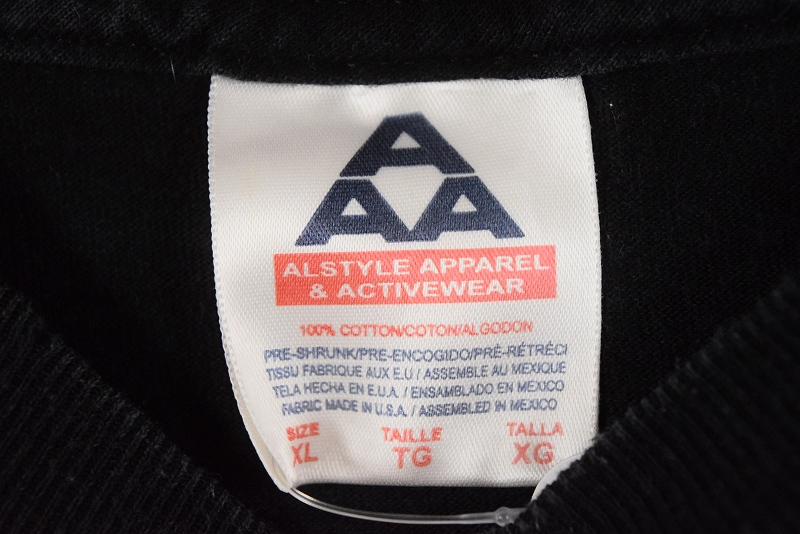 A
AA
ALSTYLE APPAREL
& ACTIVEWEAR
100% COTTON/COTON/ALGODON
PRE-SHRUNK/PRE-ENCOGIDO/PRÉ-RÉTRÉCI
TISSU FABRIQUE AUX E.U / ASSEMBLE AU MEXIQUE
TELA HECHA EN E.U.A. / ENSAMBLADO EN MEXICO
FABRIC MADE IN U.S.A. / ASSEMBLED IN MEXICO
SIZE TAILLE TALLA
XL TG XG